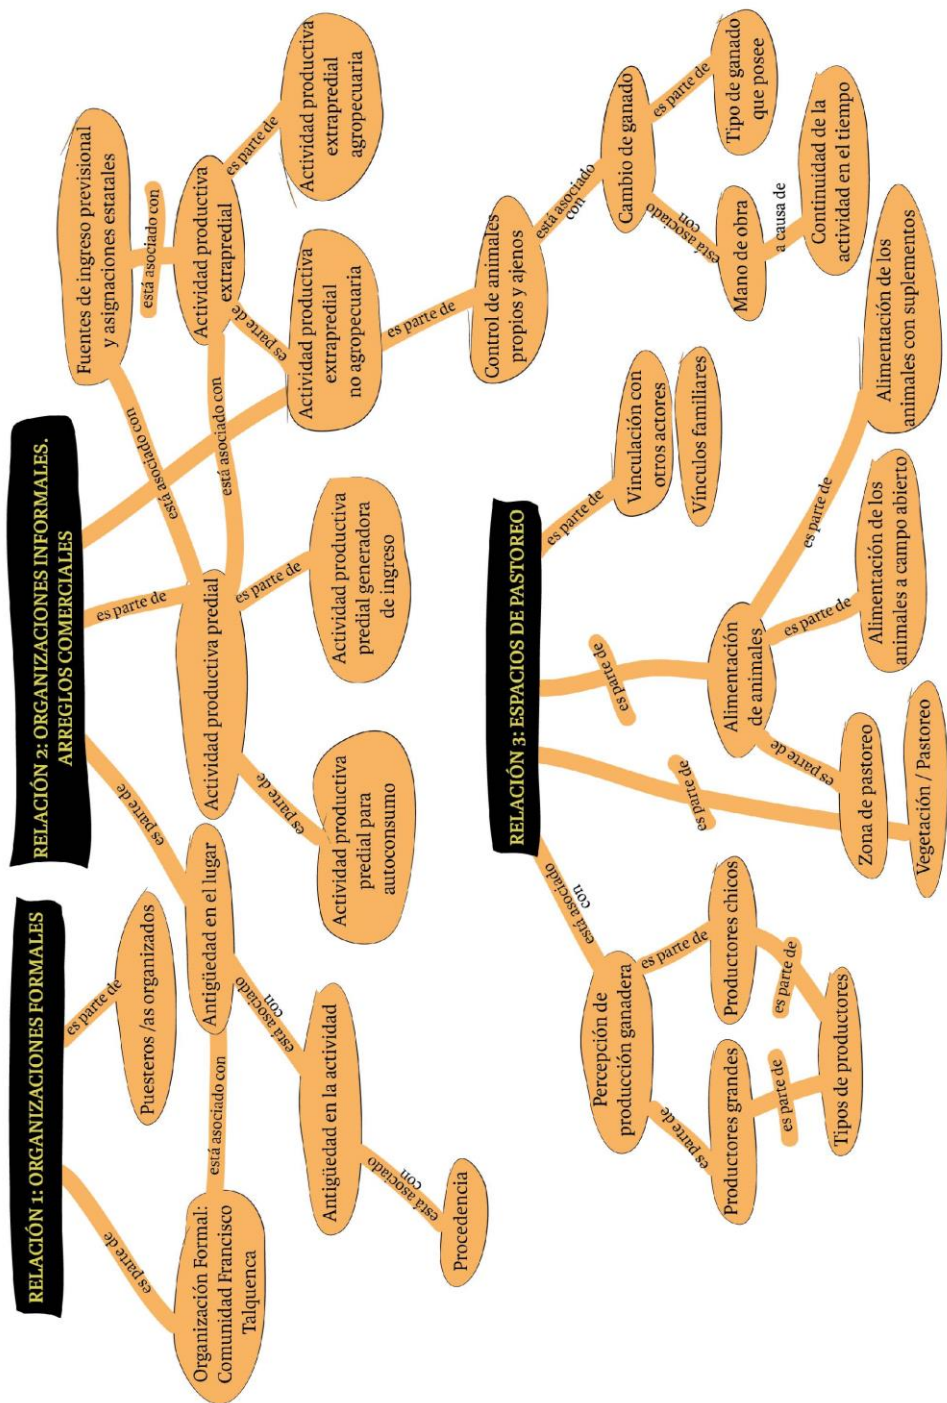 RELACIÓN 1: ORGANIZACIONES FORMALES
es parte de
es parte de
Puesteros /as organizados
Organización Formal:
Comunidad Francisco
Talquenca
está asociado con
RELACIÓN 2: ORGANIZACIONES INFORMALES.
ARREGLOS COMERCIALES
es parte de
Antigüedad en el lugar
está asociado
con
Antigüedad en la actividad
está asociado
con
Procedencia
es parte de
Actividad productiva predial
es parte de
Actividad productiva
predial para
autoconsumo
es parte de
Actividad productiva
predial generadora
de ingreso
está asociado con
está asociado con
Fuentes de ingreso previsional
y asignaciones estatales
está asociado con
Actividad productiva
extrapredial
es parte de
Actividad productiva
extrapredial
no agropecuaria
es parte de
Actividad productiva
extrapredial
agropecuaria
es parte de
Control de animales
propios y ajenos
está asociado
con
Cambio de ganado
es parte de
Tipo de ganado
que posee
está asociado
con
Mano de obra
a causa de
Continuidad de la
actividad en el tiempo
RELACIÓN 3: ESPACIOS DE PASTOREO
está asociado
con
Percepción de
producción ganadera
es parte de
Productores grandes
es parte de
Productores chicos
es parte de
es parte de
Tipos de productores
es parte de
es parte de
es parte de
Vinculación con
otros actores
Vínculos familiares
Alimentación
de animales
es parte de
Zona de pastoreo
Vegetación / Pastoreo
es parte de
Alimentación de los
animales a campo abierto
es parte de
Alimentación de los
animales con suplementos